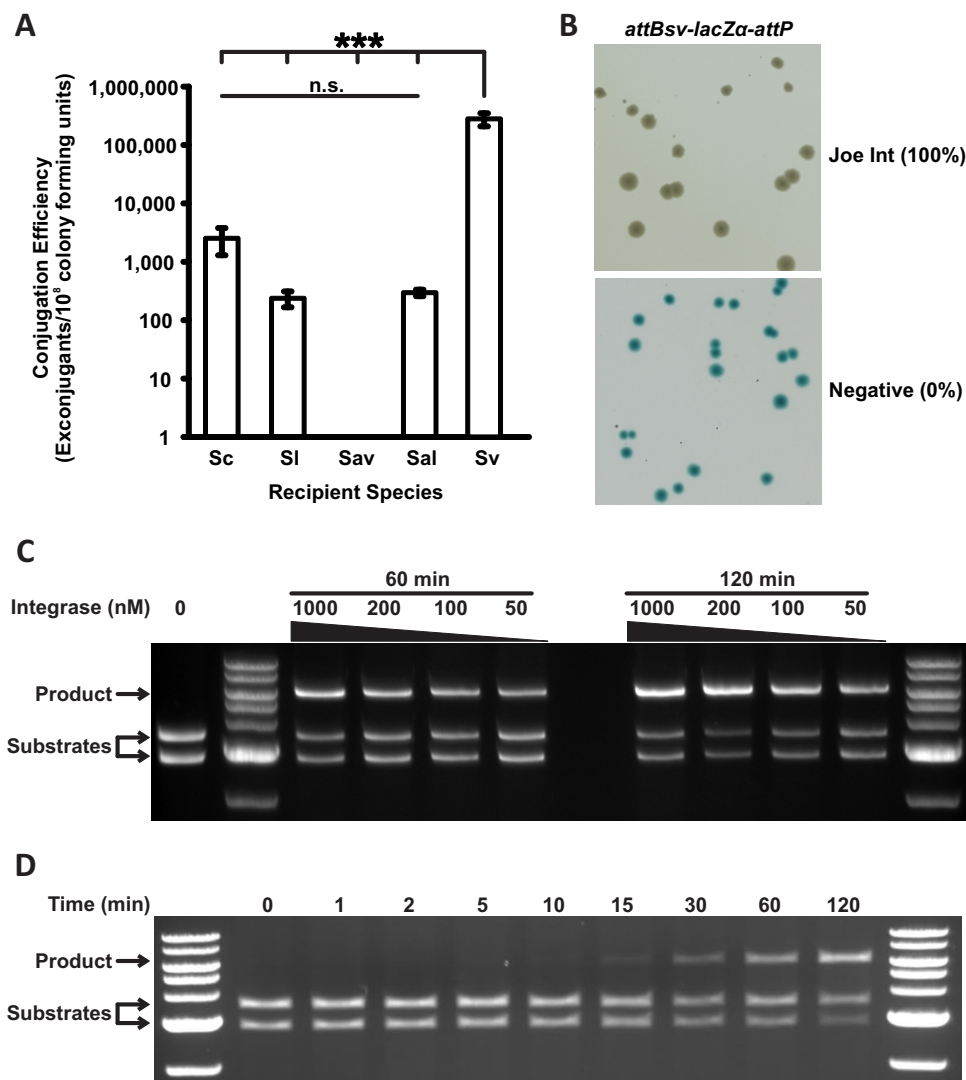 A
***
n.s.
1,000,000
100,000
10,000
1,000
100
10
1
Conjugation Efficiency
(Exconjugants/10⁸ colony forming units)
Sc Sl Sav Sal Sv
Recipient Species
B
attBsv-lacZα-attP
Joe Int (100%)
Negative (0%)
C
60 min 120 min
Integrase (nM) 0 1000 200 100 50 1000 200 100 50
Product
Substrates
D
Time (min) 0 1 2 5 10 15 30 60 120
Product
Substrates